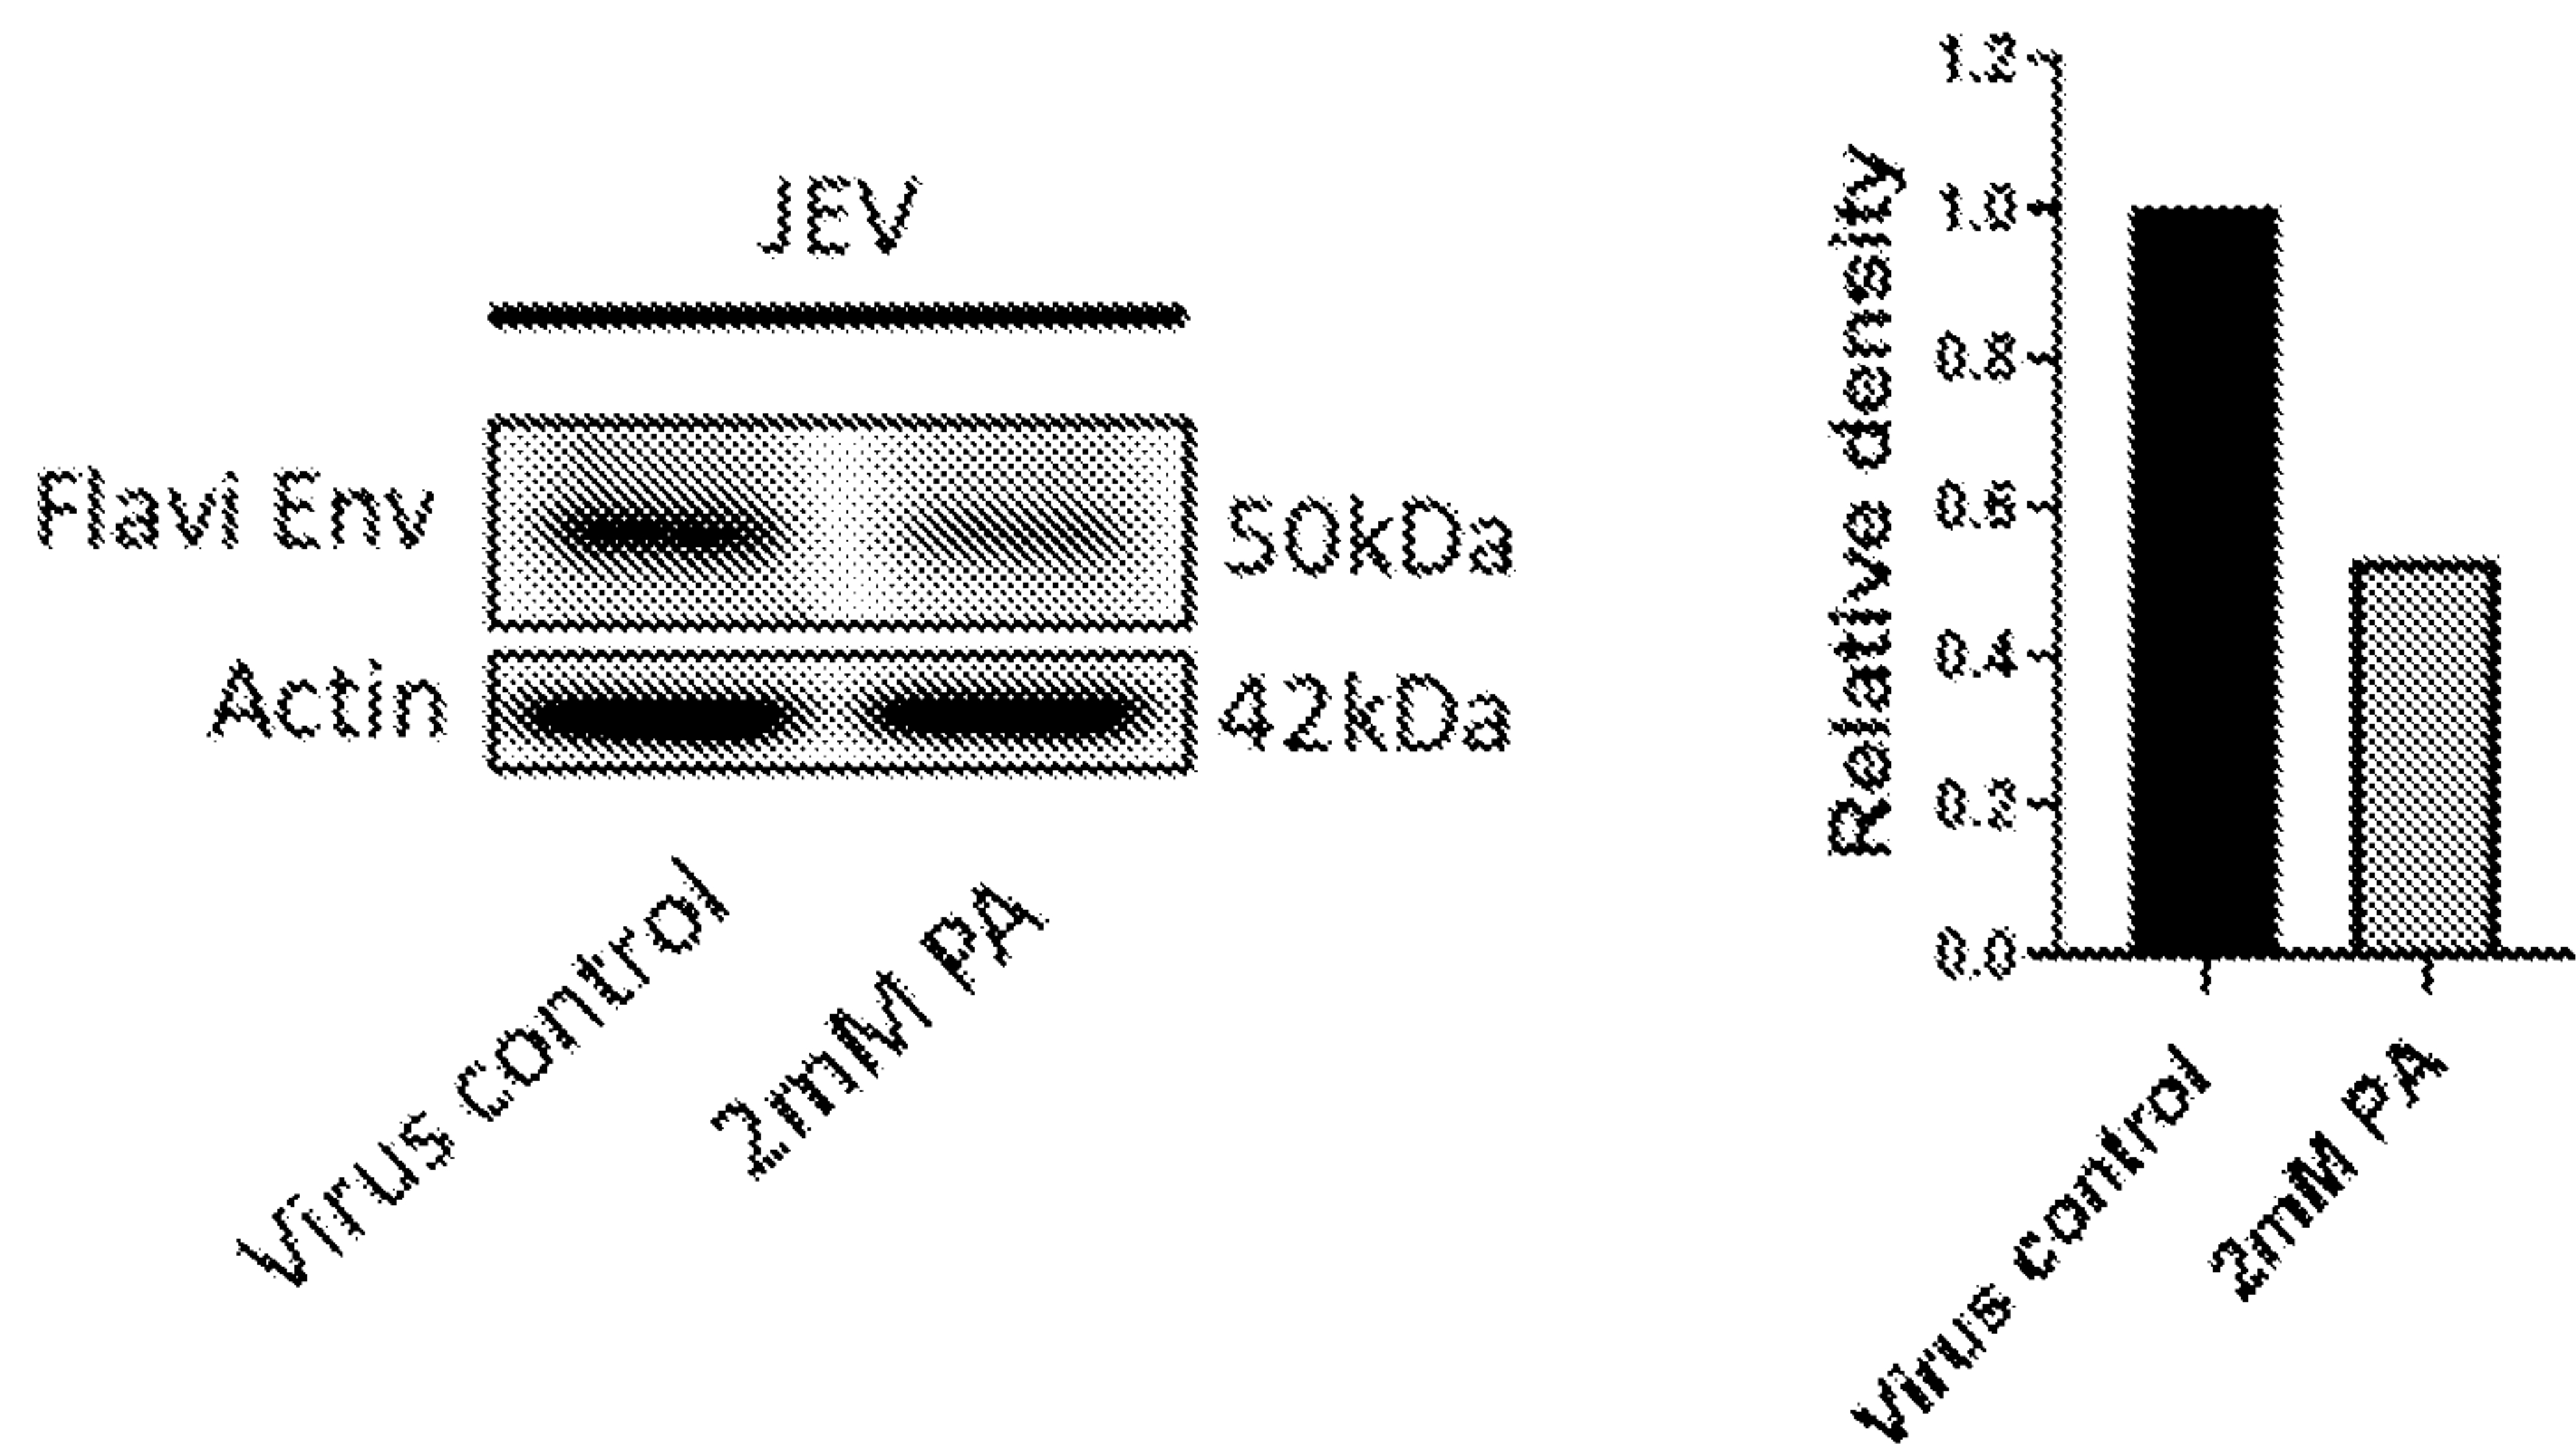 JEV
Flavi Env
50kDa
Actin
42kDa
Virus control
2mM PA
Relative density
1.2
1.0
0.8
0.6
0.4
0.2
0.0
Virus control
2mM PA